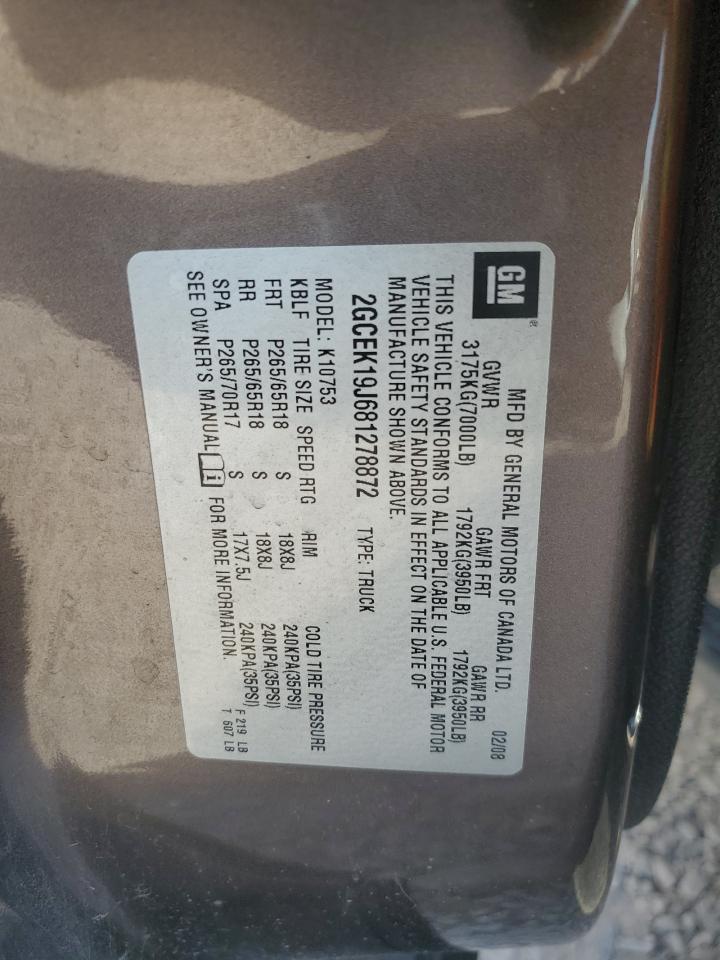 GM®
MFD BY GENERAL MOTORS OF CANADA LTD. 02/08
GVWR GAWR FRT GAWR RR
3175KG(7000LB) 1792KG(3950LB) 1792KG(3950LB)
THIS VEHICLE CONFORMS TO ALL APPLICABLE U.S. FEDERAL MOTOR
VEHICLE SAFETY STANDARDS IN EFFECT ON THE DATE OF
MANUFACTURE SHOWN ABOVE.
2GCEK19J681278872 TYPE: TRUCK
MODEL: K10753
KBLF TIRE SIZE SPEED RTG RIM COLD TIRE PRESSURE
FRT P265/65R18 S 18X8J 240KPA(35PSI)
RR P265/65R18 S 18X8J 240KPA(35PSI)
SPA P265/70R17 S 17X7.5J 240KPA(35PSI)
SEE OWNER'S MANUAL i FOR MORE INFORMATION.
F 219 LB
T 607 LB